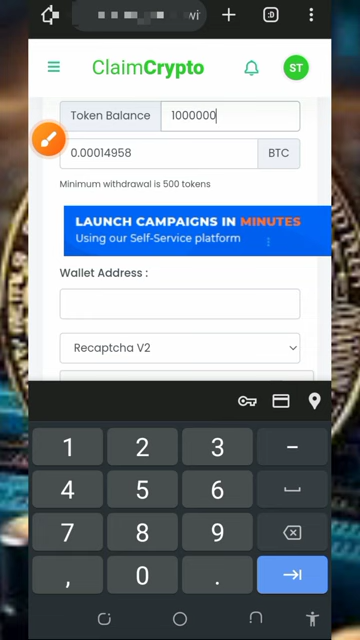 wi
:D
ClaimCrypto
ST
Token Balance 1000000
0.00014958 BTC
Minimum withdrawal is 500 tokens
LAUNCH CAMPAIGNS IN MINUTES
Using our Self-Service platform
Wallet Address :
Recaptcha V2
1 2 3 –
4 5 6
7 8 9
, 0 .